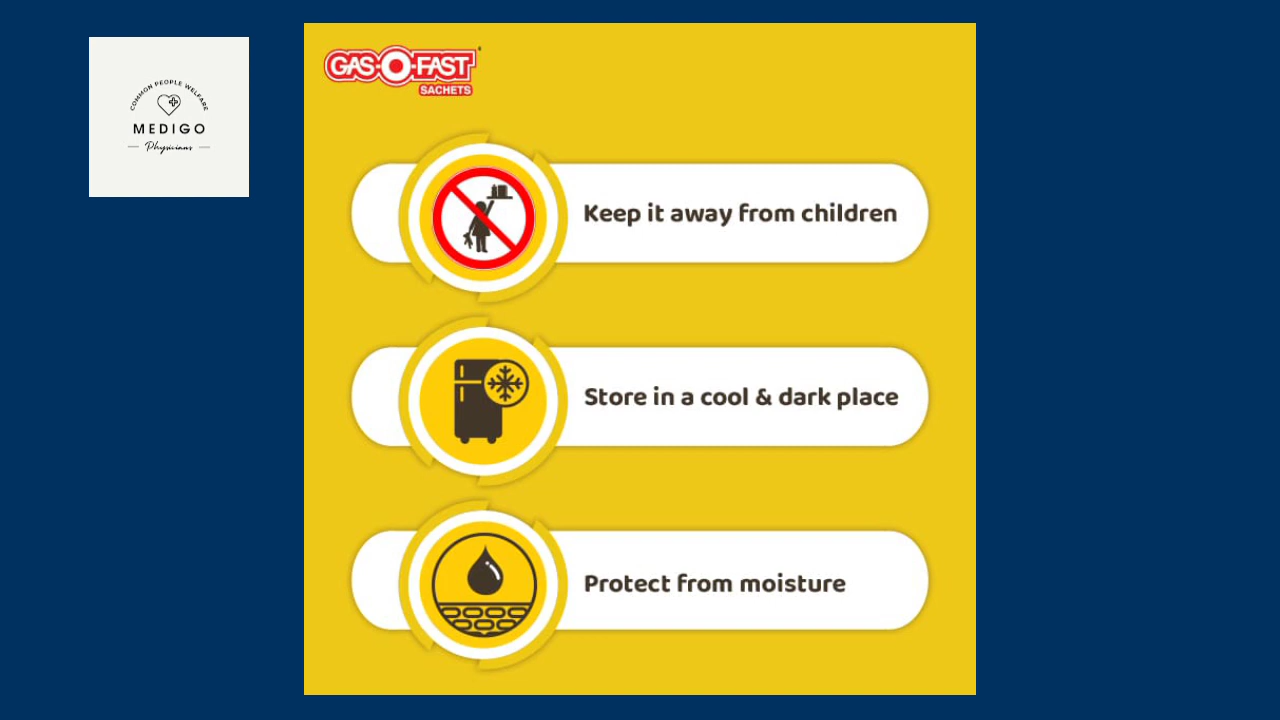 COMMON PEOPLE WELFARE
MEDIGO
Physicians
GAS-O-FAST
SACHETS
Keep it away from children
Store in a cool & dark place
Protect from moisture